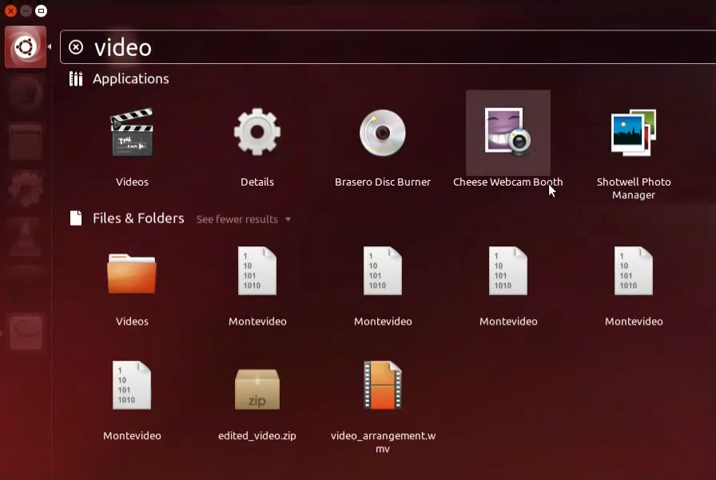 video
Applications
Videos
Details
Brasero Disc Burner
Cheese Webcam Booth
Shotwell Photo
Manager
Files & Folders
See fewer results
Videos
Montevideo
Montevideo
Montevideo
Montevideo
Montevideo
edited_video.zip
video_arrangement.w
mv